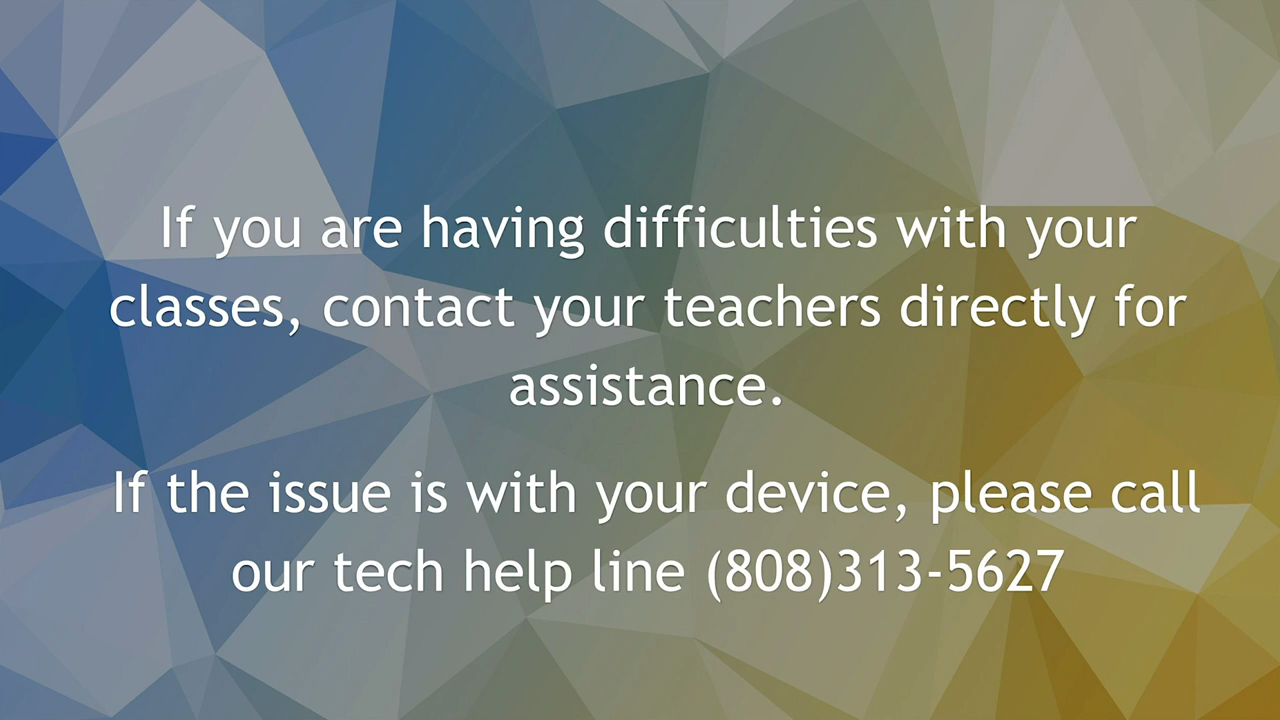 If you are having difficulties with your
classes, contact your teachers directly for
assistance.
If the issue is with your device, please call
our tech help line (808)313-5627